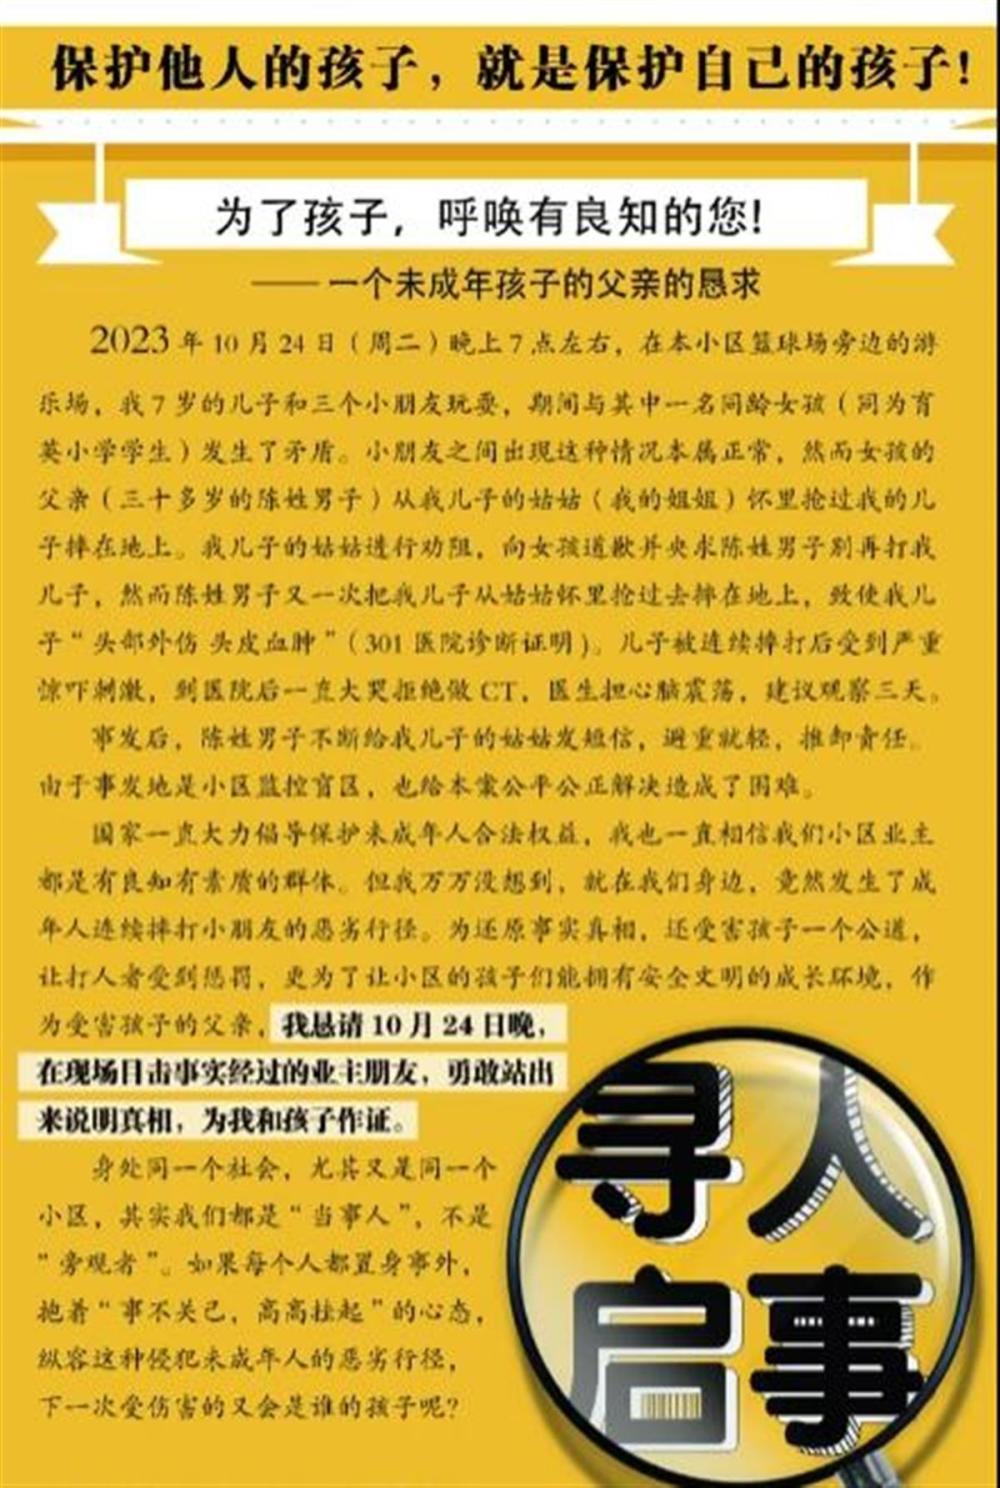 保护他人的孩子，就是保护自己的孩子！
为了孩子，呼唤有良知的您！
—— 一个未成年孩子的父亲的恳求
2023年10月24日（周二）晚上7点左右，在本小区篮球场旁边的游
乐场，我7岁的儿子和三个小朋友玩耍，期间与其中一名同龄女孩（同为育
英小学学生）发生了矛盾。小朋友之间出现这种情况本属正常，然而女孩的
父亲（三十多岁的陈姓男子）从我儿子的姑姑（我的姐姐）怀里抢过我的儿
子摔在地上。我儿子的姑姑进行劝阻，向女孩道歉并央求陈姓男子别再打我
儿子，然而陈姓男子又一次把我儿子从姑姑怀里抢过去摔在地上，致使我儿
子“头部外伤 头皮血肿”（301医院诊断证明）。儿子被连续摔打后受到严重
惊吓刺激，到医院后一直大哭拒绝做CT，医生担心脑震荡，建议观察三天。
事发后，陈姓男子不断给我儿子的姑姑发短信，避重就轻，推卸责任。
由于事发地是小区监控盲区，也给本案公平公正解决造成了困难。
国家一直大力倡导保护未成年人合法权益，我也一直相信我们小区业主
都是有良知有素质的群体。但我万万没想到，就在我们身边，竟然发生了成
年人连续摔打小朋友的恶劣行径。为还原事实真相，还受害孩子一个公道，
让打人者受到惩罚，更为了让小区的孩子们能拥有安全文明的成长环境，作
为受害孩子的父亲，我恳请10月24日晚，
在现场目击事实经过的业主朋友，勇敢站出
来说明真相，为我和孩子作证。
身处同一个社会，尤其又是同一个
小区，其实我们都是“当事人”，不是
“旁观者”。如果每个人都置身事外，
抱着“事不关己，高高挂起”的心态，
纵容这种侵犯未成年人的恶劣行径，
下一次受伤害的又会是谁的孩子呢？
寻人
启事